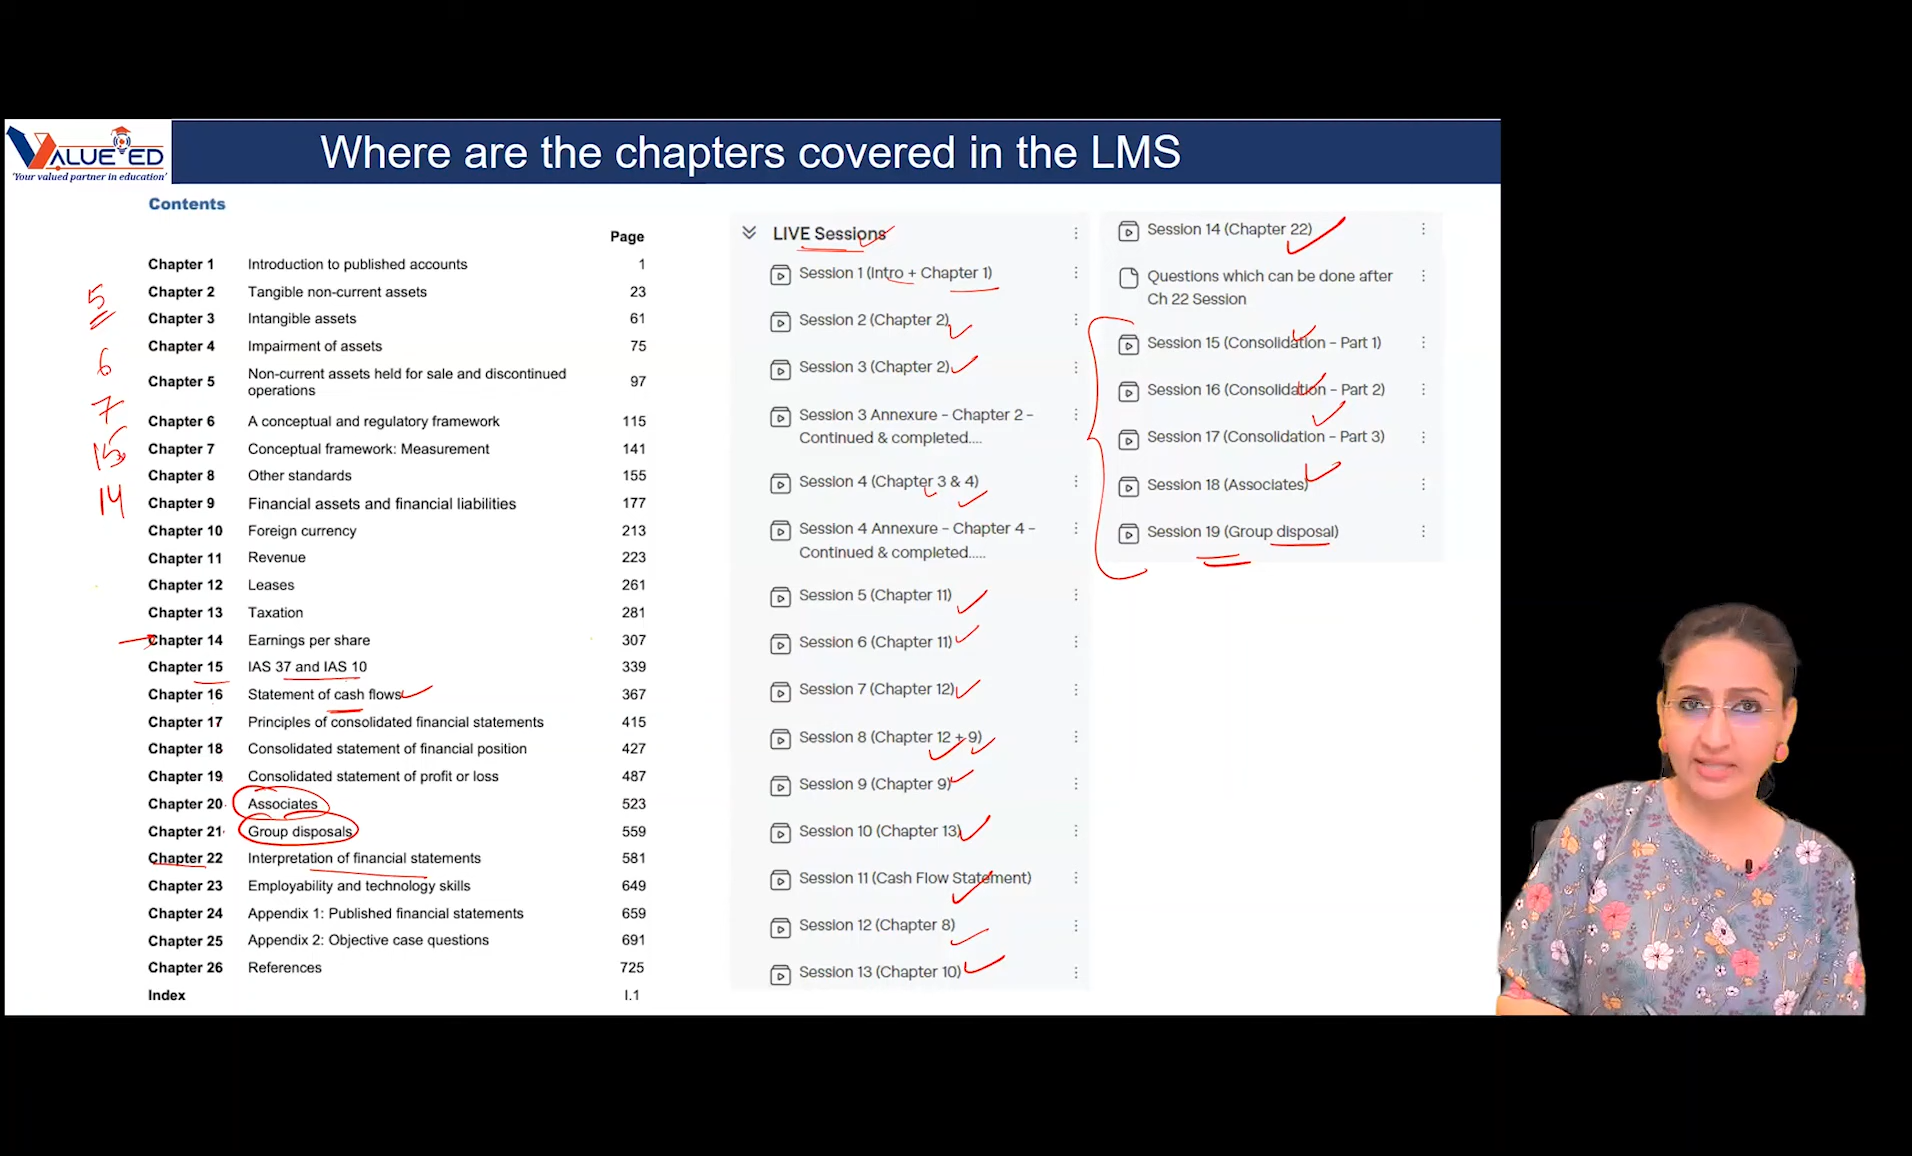 VALUE ED
'Your valued partner in education'
Where are the chapters covered in the LMS
Contents
Page
Chapter 1 Introduction to published accounts 1
Chapter 2 Tangible non-current assets 23
Chapter 3 Intangible assets 61
Chapter 4 Impairment of assets 75
Chapter 5 Non-current assets held for sale and discontinued
operations 97
Chapter 6 A conceptual and regulatory framework 115
Chapter 7 Conceptual framework: Measurement 141
Chapter 8 Other standards 155
Chapter 9 Financial assets and financial liabilities 177
Chapter 10 Foreign currency 213
Chapter 11 Revenue 223
Chapter 12 Leases 261
Chapter 13 Taxation 281
Chapter 14 Earnings per share 307
Chapter 15 IAS 37 and IAS 10 339
Chapter 16 Statement of cash flows 367
Chapter 17 Principles of consolidated financial statements 415
Chapter 18 Consolidated statement of financial position 427
Chapter 19 Consolidated statement of profit or loss 487
Chapter 20 Associates 523
Chapter 21 Group disposals 559
Chapter 22 Interpretation of financial statements 581
Chapter 23 Employability and technology skills 649
Chapter 24 Appendix 1: Published financial statements 659
Chapter 25 Appendix 2: Objective case questions 691
Chapter 26 References 725
Index I.1
5
6
7
15
14
LIVE Sessions
Session 1 (Intro + Chapter 1)
Session 2 (Chapter 2)
Session 3 (Chapter 2)
Session 3 Annexure - Chapter 2 -
Continued & completed....
Session 4 (Chapter 3 & 4)
Session 4 Annexure - Chapter 4 -
Continued & completed.....
Session 5 (Chapter 11)
Session 6 (Chapter 11)
Session 7 (Chapter 12)
Session 8 (Chapter 12 + 9)
Session 9 (Chapter 9)
Session 10 (Chapter 13)
Session 11 (Cash Flow Statement)
Session 12 (Chapter 8)
Session 13 (Chapter 10)
Session 14 (Chapter 22)
Questions which can be done after
Ch 22 Session
Session 15 (Consolidation - Part 1)
Session 16 (Consolidation - Part 2)
Session 17 (Consolidation - Part 3)
Session 18 (Associates)
Session 19 (Group disposal)